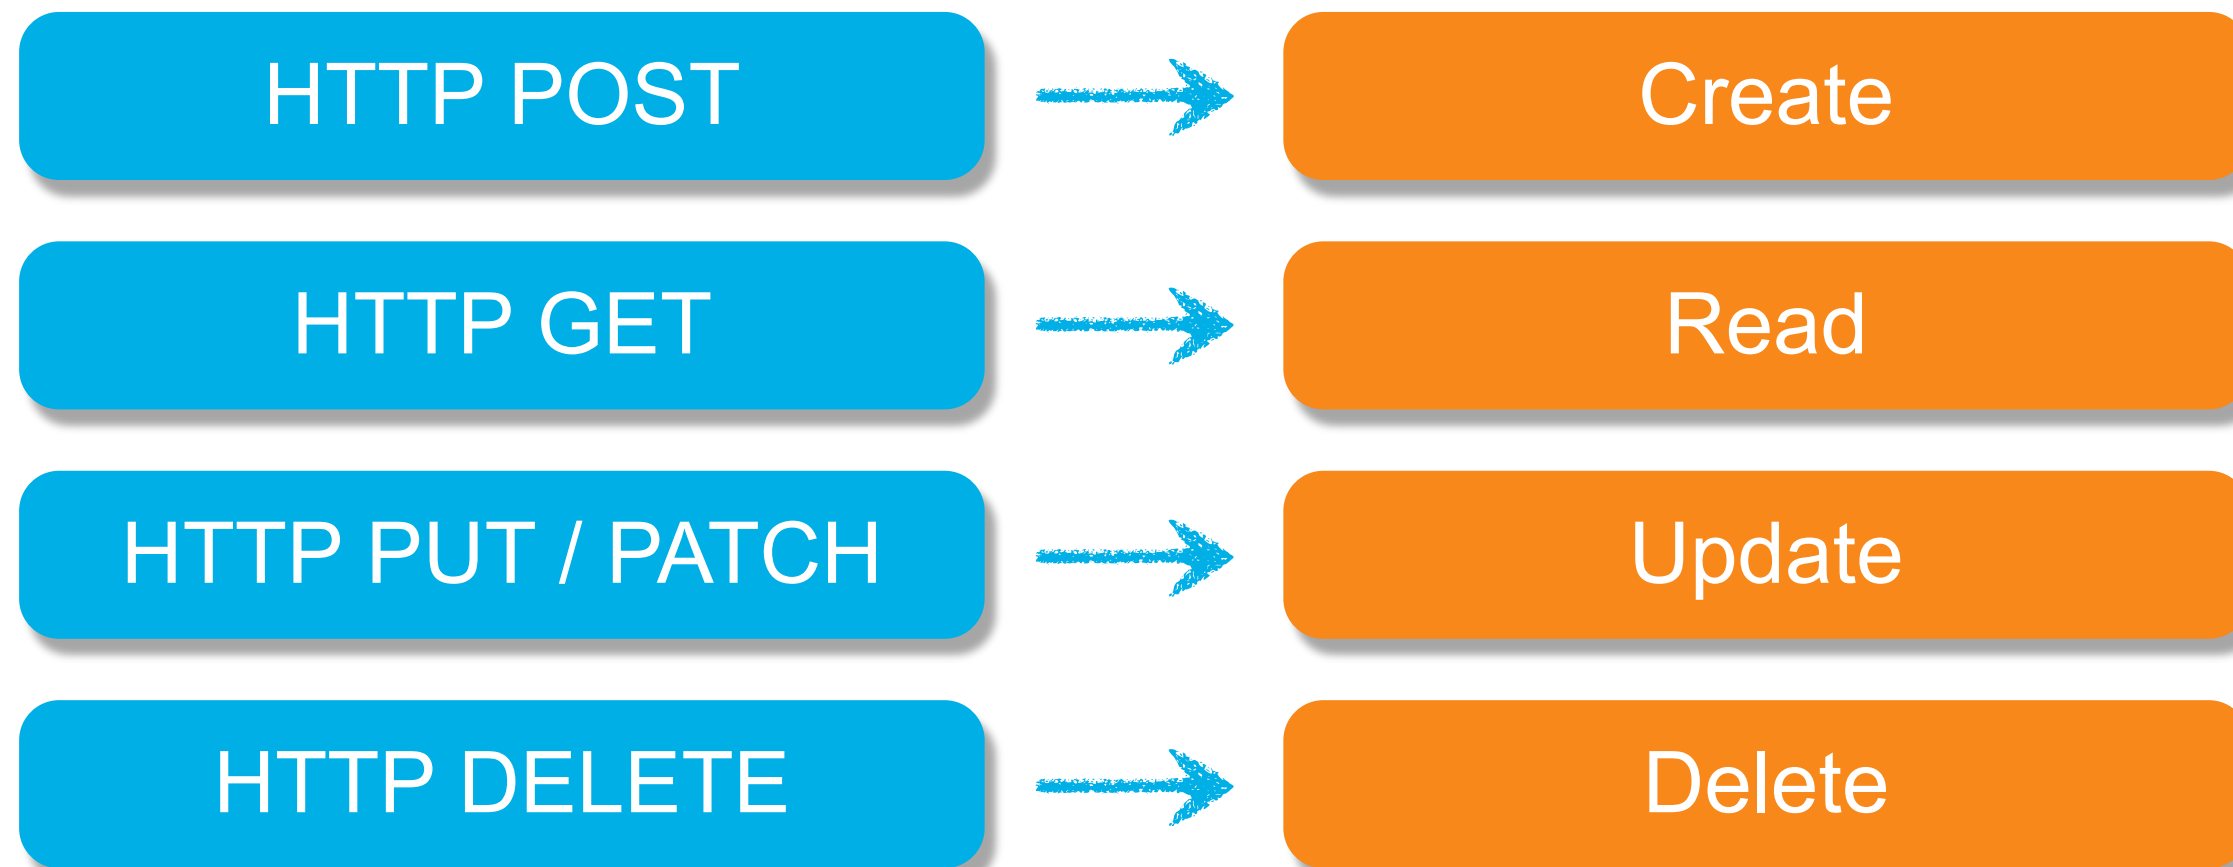 HTTP POST
Create
HTTP GET
Read
HTTP PUT / PATCH
Update
HTTP DELETE
Delete